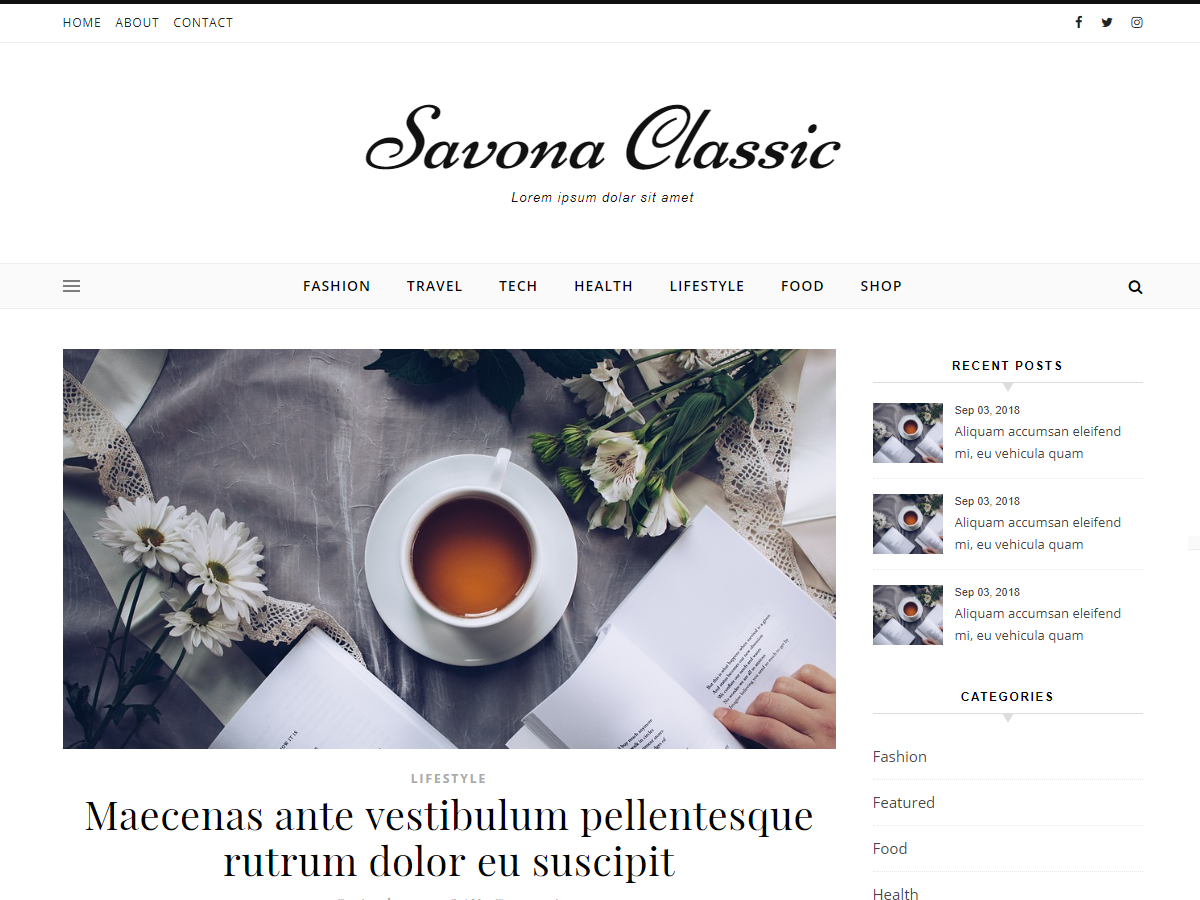 HOME ABOUT CONTACT
Savona Classic
Lorem ipsum dolar sit amet
FASHION TRAVEL TECH HEALTH LIFESTYLE FOOD SHOP
RECENT POSTS
Sep 03, 2018
Aliquam accumsan eleifend
mi, eu vehicula quam
Sep 03, 2018
Aliquam accumsan eleifend
mi, eu vehicula quam
Sep 03, 2018
Aliquam accumsan eleifend
mi, eu vehicula quam
CATEGORIES
Fashion
Featured
Food
Health
LIFESTYLE
Maecenas ante vestibulum pellentesque
rutrum dolor eu suscipit